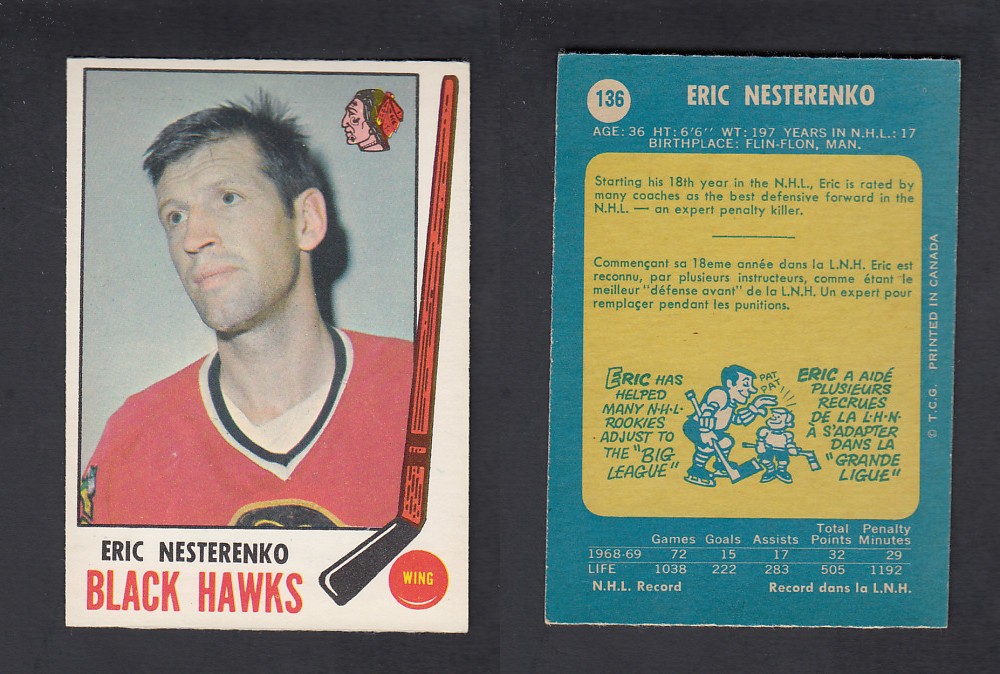 ERIC NESTERENKO
BLACK HAWKS
WING
136
ERIC NESTERENKO
AGE: 36 HT: 6'6'' WT: 197 YEARS IN N.H.L.: 17
BIRTHPLACE: FLIN-FLON, MAN.
Starting his 18th year in the N.H.L., Eric is rated by
many coaches as the best defensive forward in the
N.H.L. — an expert penalty killer.
Commençant sa 18eme année dans la L.N.H. Eric est
reconnu, par plusieurs instructeurs, comme étant le
meilleur "défense avant" de la L.N.H. Un expert pour
remplaçer pendant les punitions.
ERIC HAS
HELPED
MANY N·H·L·
ROOKIES
ADJUST TO
THE "BIG
LEAGUE"
PAT
PAT
ERIC A AIDÉ
PLUSIEURS
RECRUES
DE LA L·H·N·
À S'ADAPTER
DANS LA
"GRANDE
LIGUE"
© T.C.G. PRINTED IN CANADA
Total Penalty
Games Goals Assists Points Minutes
1968-69 72 15 17 32 29
LIFE 1038 222 283 505 1192
N.H.L. Record Record dans la L.N.H.